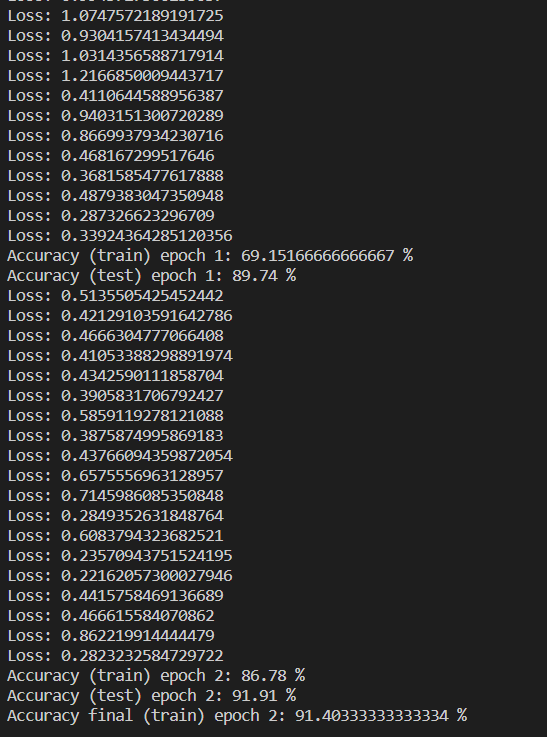 Loss: 1.0747572189191725
Loss: 0.9304157413434494
Loss: 1.0314356588717914
Loss: 1.2166850009443717
Loss: 0.4110644588956387
Loss: 0.9403151300720289
Loss: 0.8669937934230716
Loss: 0.468167299517646
Loss: 0.3681585477617888
Loss: 0.4879383047350948
Loss: 0.287326623296709
Loss: 0.33924364285120356
Accuracy (train) epoch 1: 69.15166666666667 %
Accuracy (test) epoch 1: 89.74 %
Loss: 0.5135505425452442
Loss: 0.42129103591642786
Loss: 0.4666304777066408
Loss: 0.41053388298891974
Loss: 0.4342590111858704
Loss: 0.3905831706792427
Loss: 0.5859119278121088
Loss: 0.3875874995869183
Loss: 0.43766094359872054
Loss: 0.6575556963128957
Loss: 0.7145986085350848
Loss: 0.2849352631848764
Loss: 0.6083794323682521
Loss: 0.23570943751524195
Loss: 0.22162057300027946
Loss: 0.4415758469136689
Loss: 0.466615584070862
Loss: 0.862219914444479
Loss: 0.2823232584729722
Accuracy (train) epoch 2: 86.78 %
Accuracy (test) epoch 2: 91.91 %
Accuracy final (train) epoch 2: 91.40333333333334 %